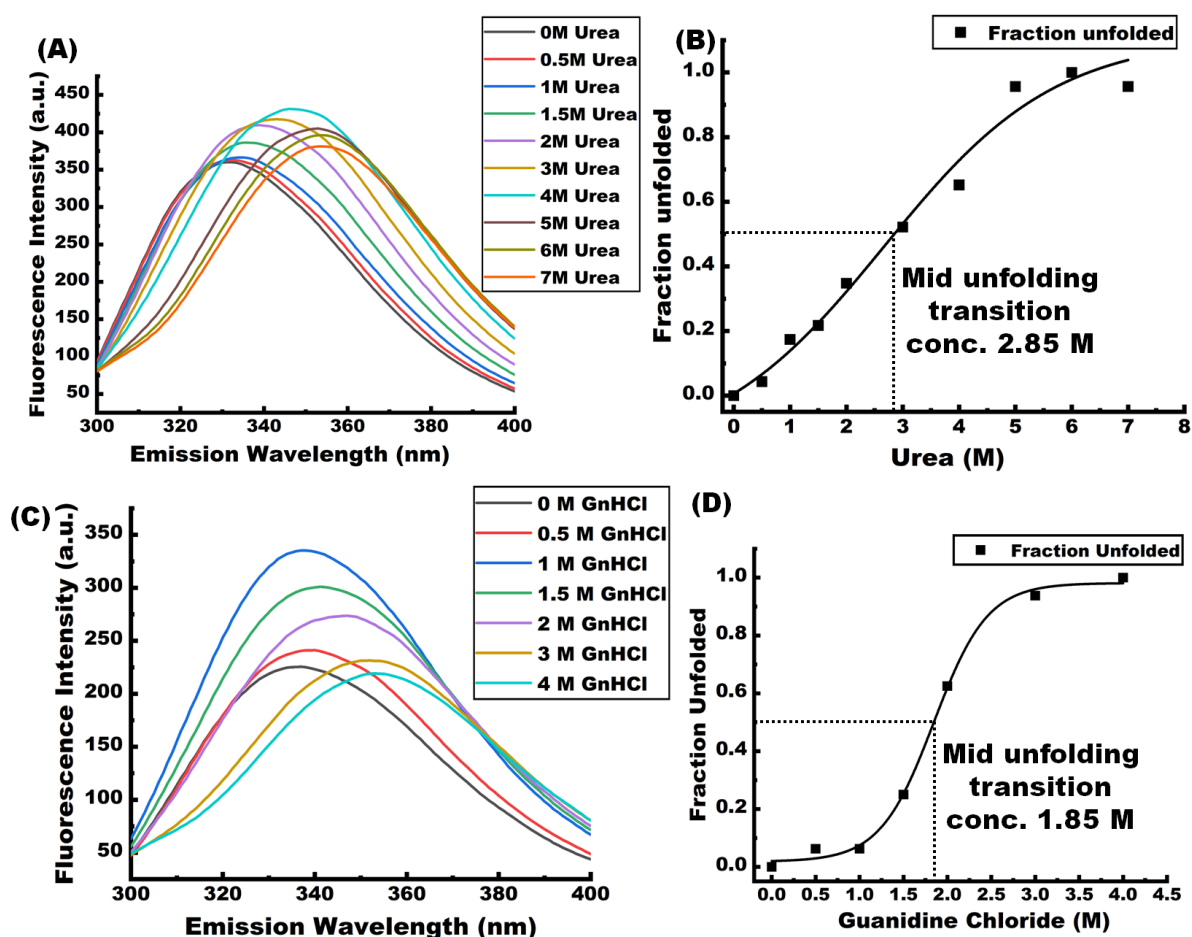 (A)
0M Urea
0.5M Urea
1M Urea
1.5M Urea
2M Urea
3M Urea
4M Urea
5M Urea
6M Urea
7M Urea
Fluorescence Intensity (a.u.)
450
400
350
300
250
200
150
100
50
300 320 340 360 380 400
Emission Wavelength (nm)
(B)
Fraction unfolded
Fraction unfolded
1.0
0.8
0.6
0.4
0.2
0.0
Mid unfolding
transition
conc. 2.85 M
0 1 2 3 4 5 6 7 8
Urea (M)
(C)
0 M GnHCl
0.5 M GnHCl
1 M GnHCl
1.5 M GnHCl
2 M GnHCl
3 M GnHCl
4 M GnHCl
Fluorescence Intensity (a.u.)
350
300
250
200
150
100
50
300 320 340 360 380 400
Emission Wavelength (nm)
(D)
Fraction Unfolded
Fraction Unfolded
1.0
0.8
0.6
0.4
0.2
0.0
Mid unfolding
transition
conc. 1.85 M
0.0 0.5 1.0 1.5 2.0 2.5 3.0 3.5 4.0 4.5
Guanidine Chloride (M)